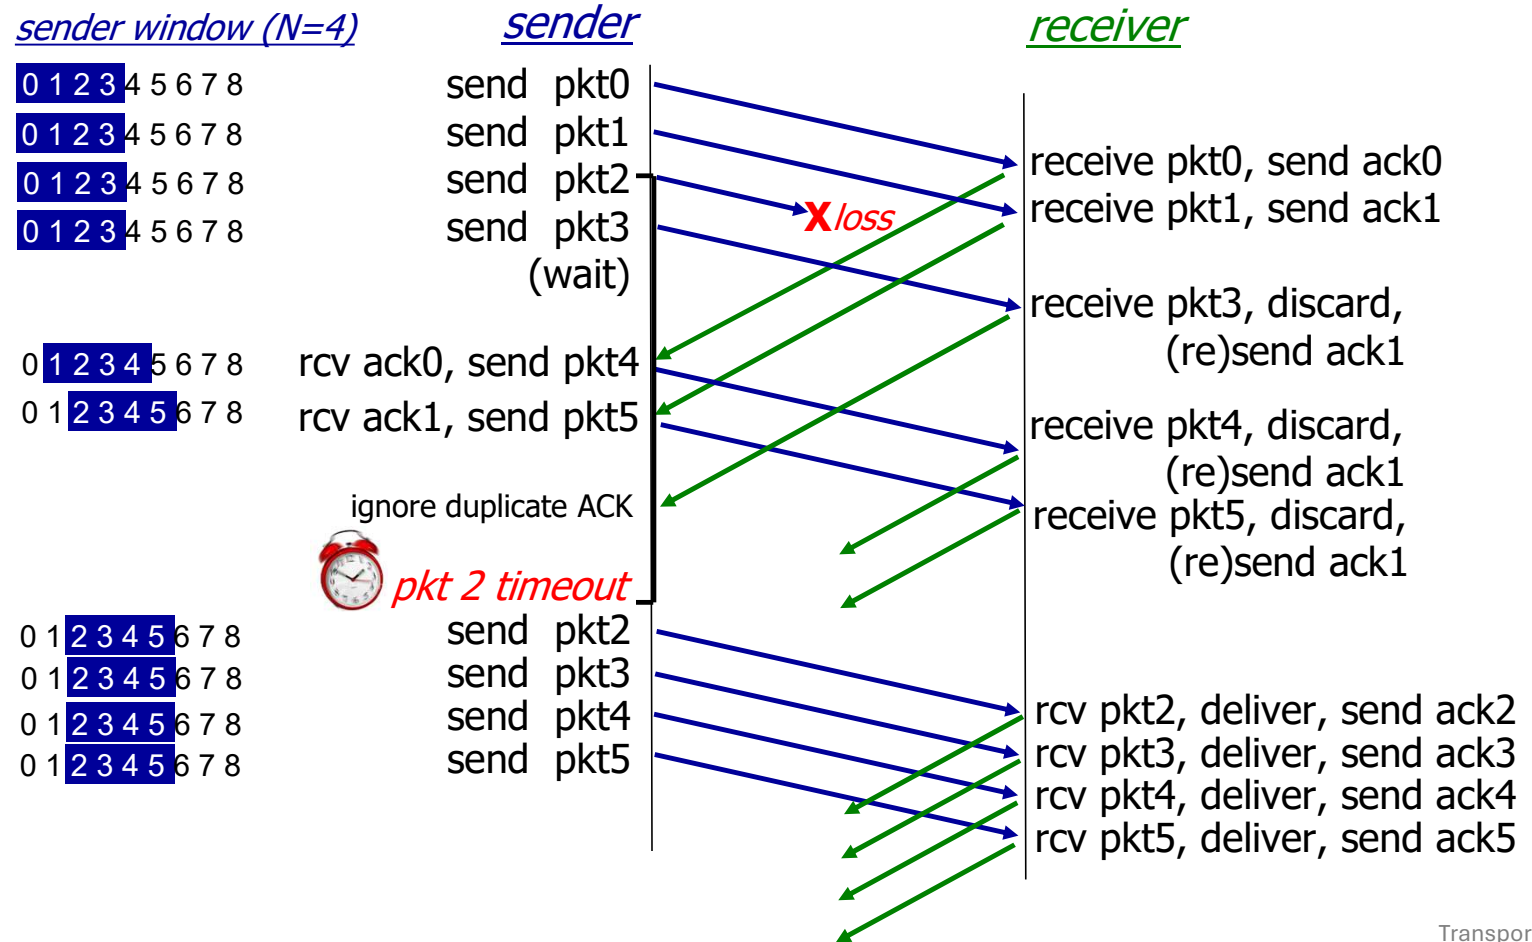 sender window (N=4) sender receiver
0 1 2 3 4 5 6 7 8 send pkt0
0 1 2 3 4 5 6 7 8 send pkt1
receive pkt0, send ack0
0 1 2 3 4 5 6 7 8 send pkt2
receive pkt1, send ack1
X loss
0 1 2 3 4 5 6 7 8 send pkt3
(wait)
receive pkt3, discard,
(re)send ack1
0 1 2 3 4 5 6 7 8 rcv ack0, send pkt4
0 1 2 3 4 5 6 7 8 rcv ack1, send pkt5
receive pkt4, discard,
(re)send ack1
ignore duplicate ACK
receive pkt5, discard,
(re)send ack1
pkt 2 timeout
0 1 2 3 4 5 6 7 8 send pkt2
0 1 2 3 4 5 6 7 8 send pkt3
0 1 2 3 4 5 6 7 8 send pkt4
rcv pkt2, deliver, send ack2
0 1 2 3 4 5 6 7 8 send pkt5
rcv pkt3, deliver, send ack3
rcv pkt4, deliver, send ack4
rcv pkt5, deliver, send ack5
Transpor